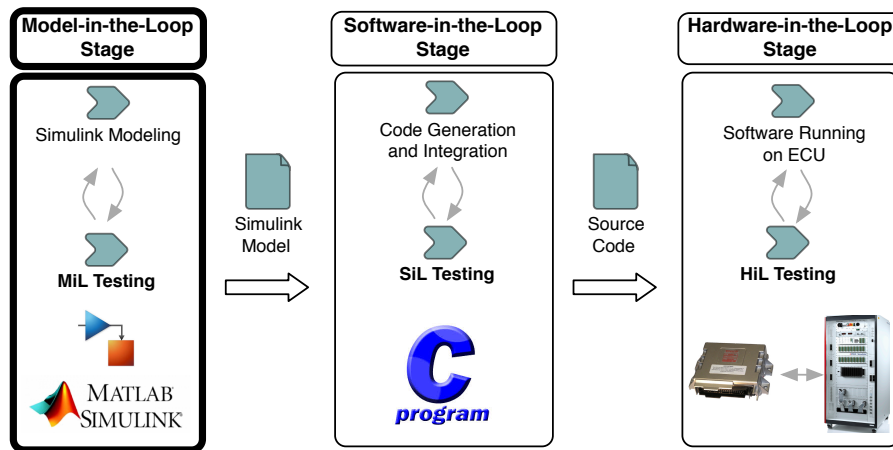 Model-in-the-Loop
Stage
Simulink Modeling
MiL Testing
MATLAB®
SIMULINK®
Simulink
Model
Software-in-the-Loop
Stage
Code Generation
and Integration
SiL Testing
C
program
Source
Code
Hardware-in-the-Loop
Stage
Software Running
on ECU
HiL Testing